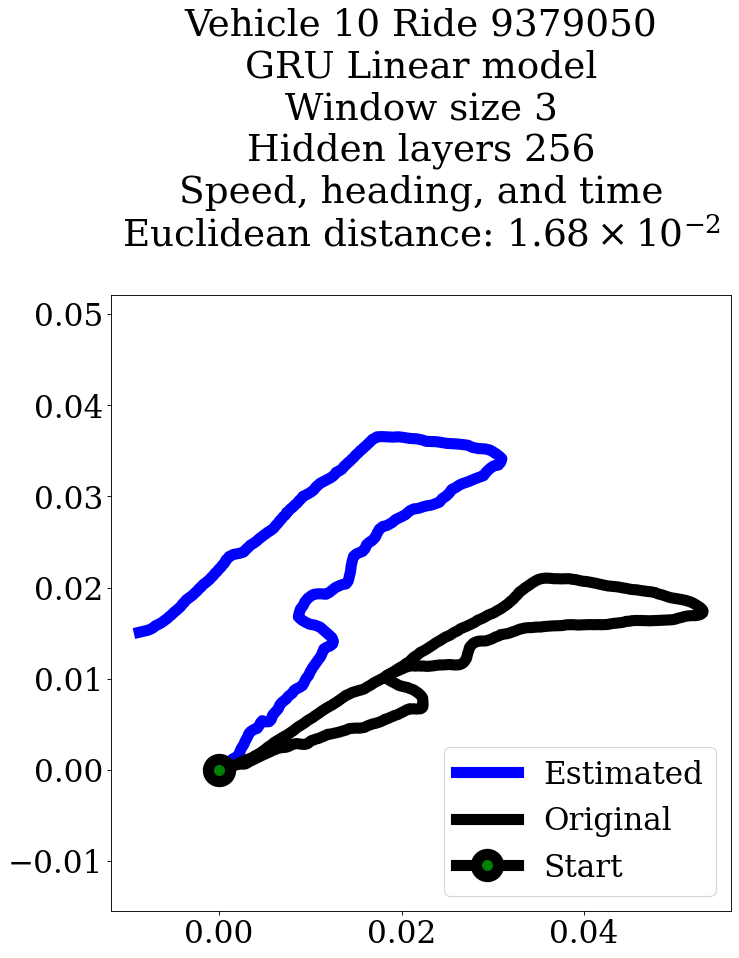 Vehicle 10 Ride 9379050
GRU Linear model
Window size 3
Hidden layers 256
Speed, heading, and time
Euclidean distance: 1.68 × 10⁻²
0.05
0.04
0.03
0.02
0.01
0.00
−0.01
Estimated
Original
Start
0.00 0.02 0.04